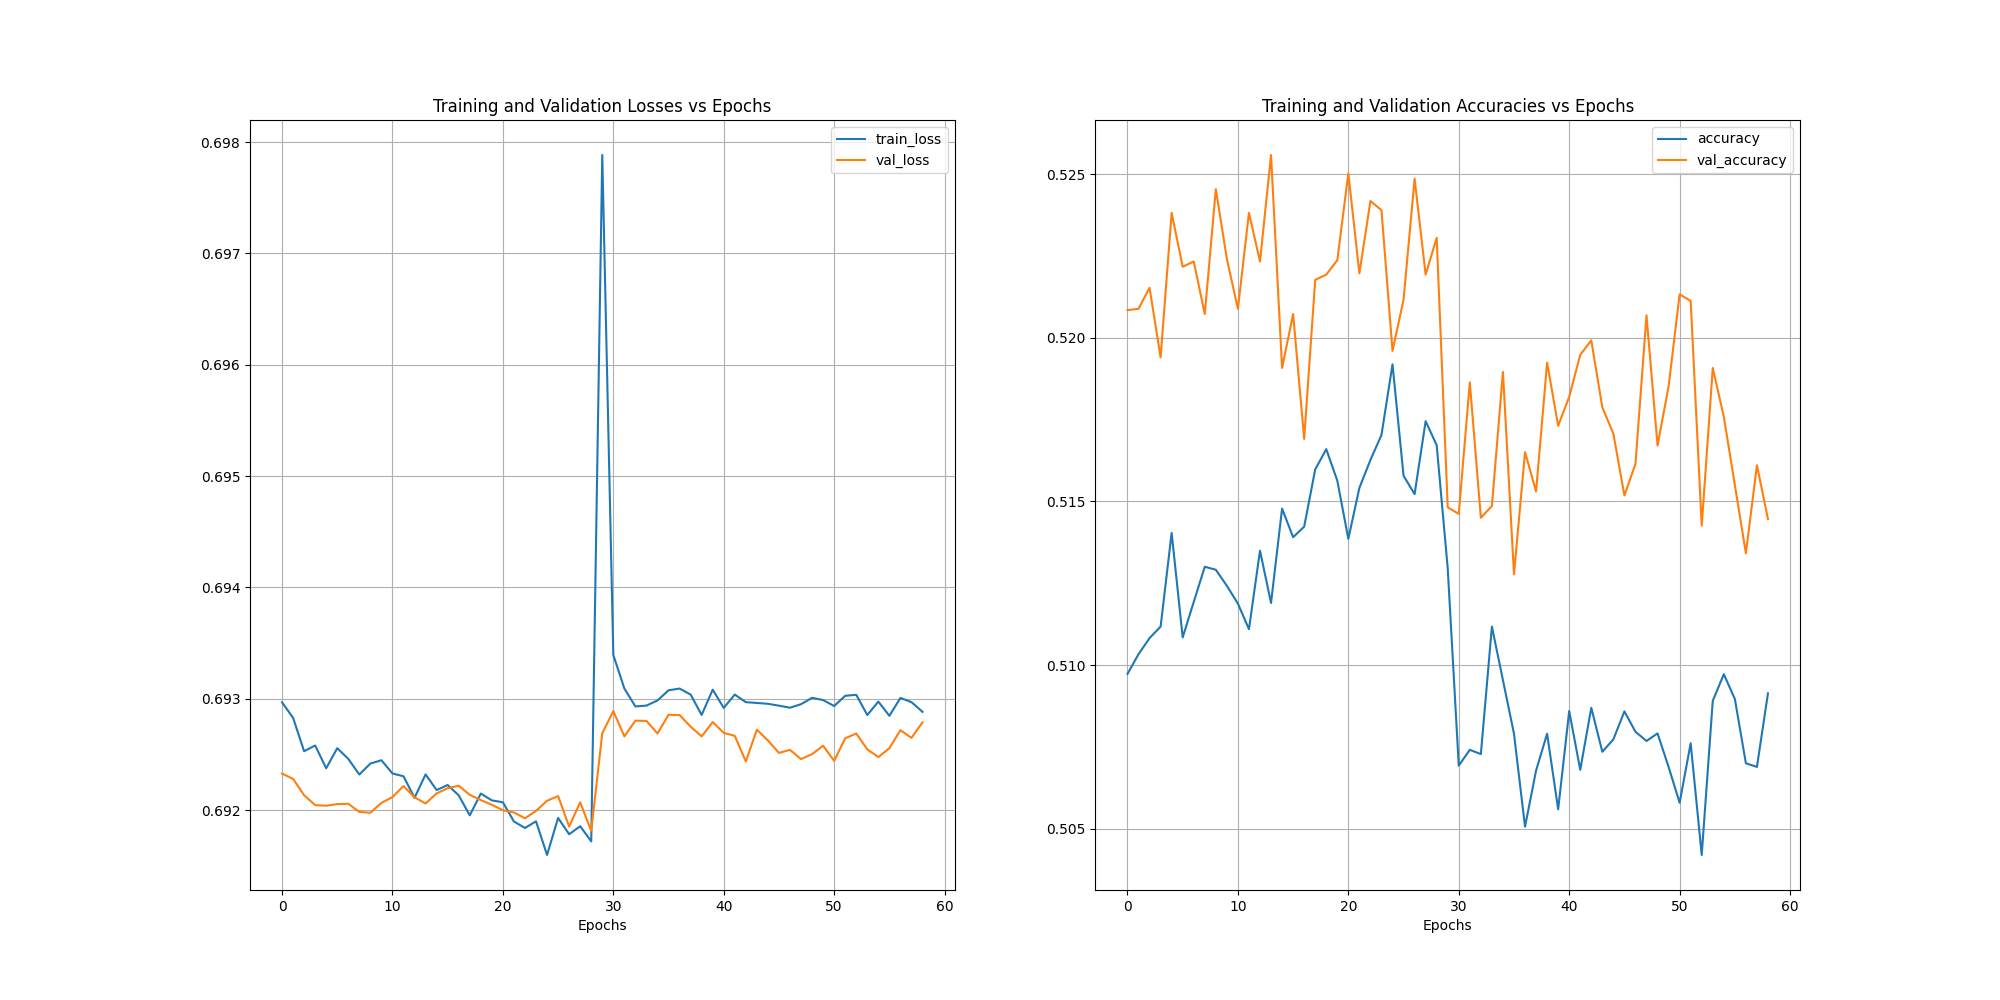 Training and Validation Losses vs Epochs
train_loss
val_loss
0.698
0.697
0.696
0.695
0.694
0.693
0.692
0 10 20 30 40 50 60
Epochs
Training and Validation Accuracies vs Epochs
accuracy
val_accuracy
0.525
0.520
0.515
0.510
0.505
0 10 20 30 40 50 60
Epochs